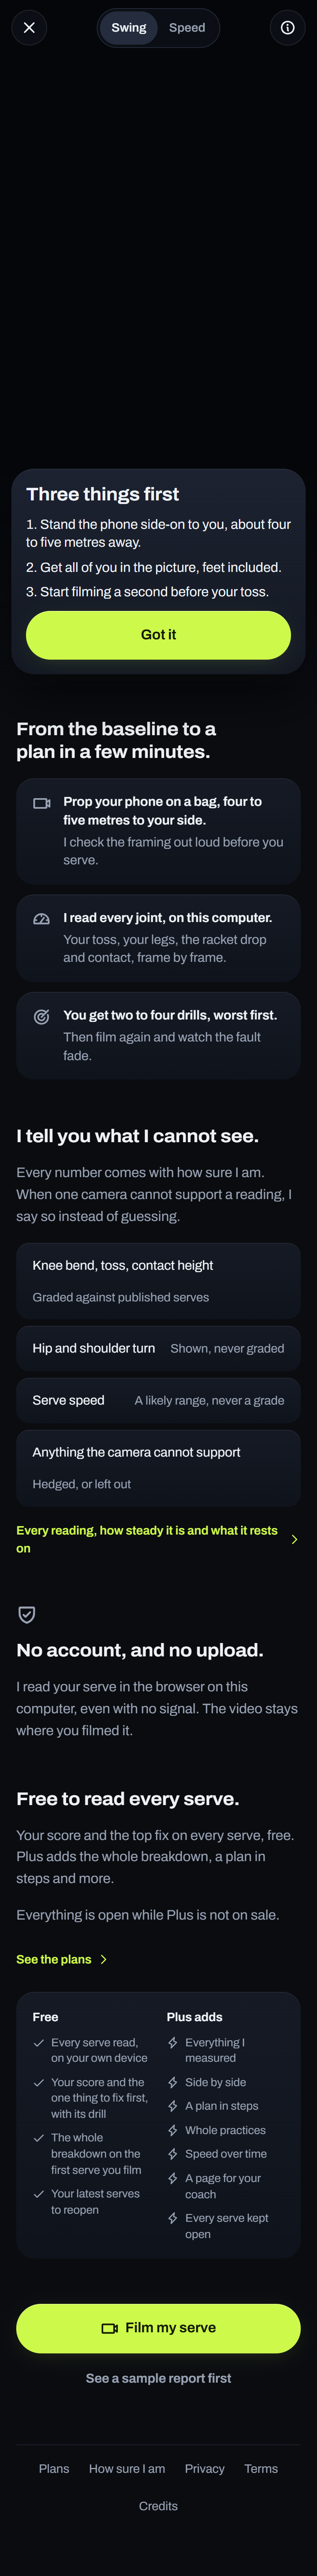 Swing
Speed
Three things first
1. Stand the phone side-on to you, about four
to five metres away.
2. Get all of you in the picture, feet included.
3. Start filming a second before your toss.
Got it
From the baseline to a
plan in a few minutes.
Prop your phone on a bag, four to
five metres to your side.
I check the framing out loud before you
serve.
I read every joint, on this computer.
Your toss, your legs, the racket drop
and contact, frame by frame.
You get two to four drills, worst first.
Then film again and watch the fault
fade.
I tell you what I cannot see.
Every number comes with how sure I am.
When one camera cannot support a reading, I
say so instead of guessing.
Knee bend, toss, contact height
Graded against published serves
Hip and shoulder turn
Shown, never graded
Serve speed
A likely range, never a grade
Anything the camera cannot support
Hedged, or left out
Every reading, how steady it is and what it rests
on
No account, and no upload.
I read your serve in the browser on this
computer, even with no signal. The video stays
where you filmed it.
Free to read every serve.
Your score and the top fix on every serve, free.
Plus adds the whole breakdown, a plan in
steps and more.
Everything is open while Plus is not on sale.
See the plans
Free
Every serve read,
on your own device
Your score and the
one thing to fix first,
with its drill
The whole
breakdown on the
first serve you film
Your latest serves
to reopen
Plus adds
Everything I
measured
Side by side
A plan in steps
Whole practices
Speed over time
A page for your
coach
Every serve kept
open
Film my serve
See a sample report first
Plans
How sure I am
Privacy
Terms
Credits